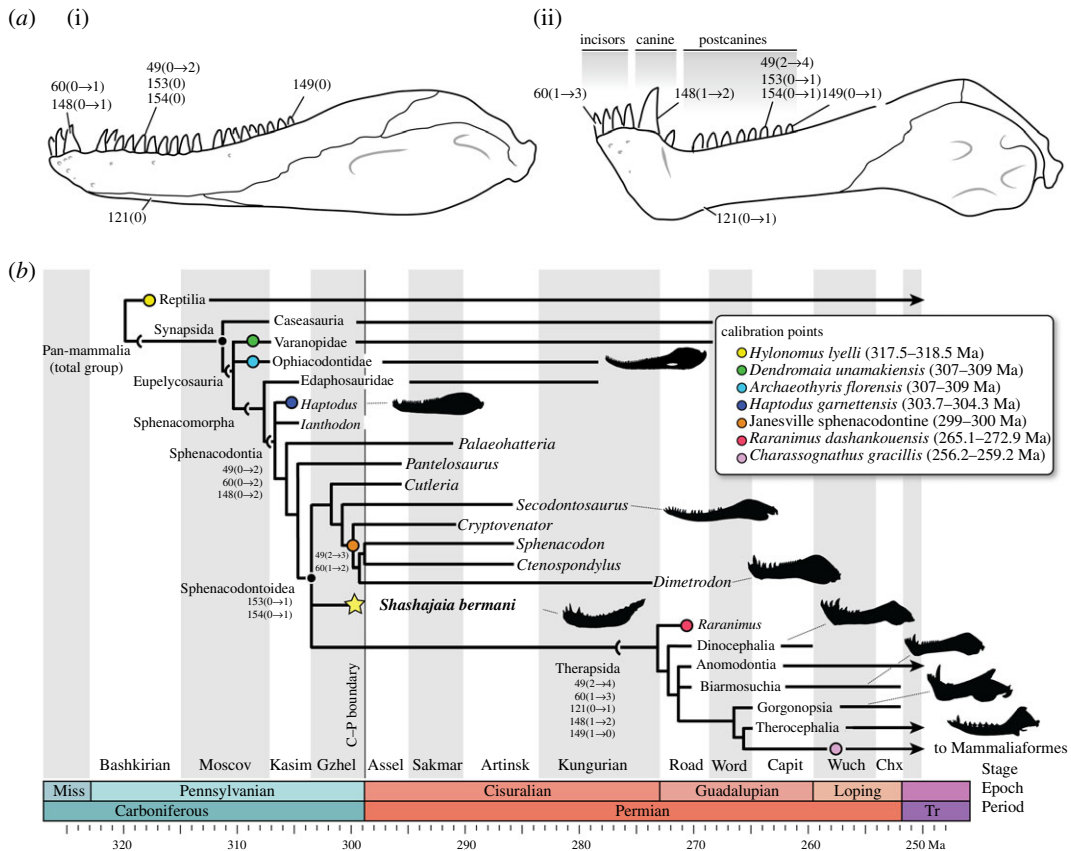 (a) (i)
60(0→1)
148(0→1)
49(0→2)
153(0)
154(0)
149(0)
121(0)
(ii)
incisors canine postcanines
60(1→3)
148(1→2)
49(2→4)
153(0→1)
154(0→1)
149(0→1)
121(0→1)
(b)
Reptilia
Synapsida
Caseasauria
Pan-mammalia
(total group)
Varanopidae
Ophiacodontidae
Eupelycosauria
Edaphosauridae
Haptodus
Sphenacomorpha
Ianthodon
Sphenacodontia
49(0→2)
60(0→2)
148(0→2)
Palaeohatteria
Pantelosaurus
Cutleria
Secodontosaurus
Cryptovenator
49(2→3)
60(1→2)
Sphenacodon
Ctenospondylus
Dimetrodon
Sphenacodontoidea
153(0→1)
154(0→1)
Shashajaia bermani
calibration points
Hylonomus lyelli (317.5–318.5 Ma)
Dendromaia unamakiensis (307–309 Ma)
Archaeothyris florensis (307–309 Ma)
Haptodus garnettensis (303.7–304.3 Ma)
Janesville sphenacodontine (299–300 Ma)
Raranimus dashankouensis (265.1–272.9 Ma)
Charassognathus gracillis (256.2–259.2 Ma)
Raranimus
Dinocephalia
Therapsida
49(2→4)
60(1→3)
121(0→1)
148(1→2)
149(1→0)
Anomodontia
Biarmosuchia
Gorgonopsia
Therocephalia
to Mammaliaformes
C–P boundary
Bashkirian Moscov Kasim Gzhel Assel Sakmar Artinsk Kungurian Road Word Capit Wuch Chx Stage
Miss Pennsylvanian Cisuralian Guadalupian Loping Epoch
Carboniferous Permian Tr Period
320 310 300 290 280 270 260 250 Ma